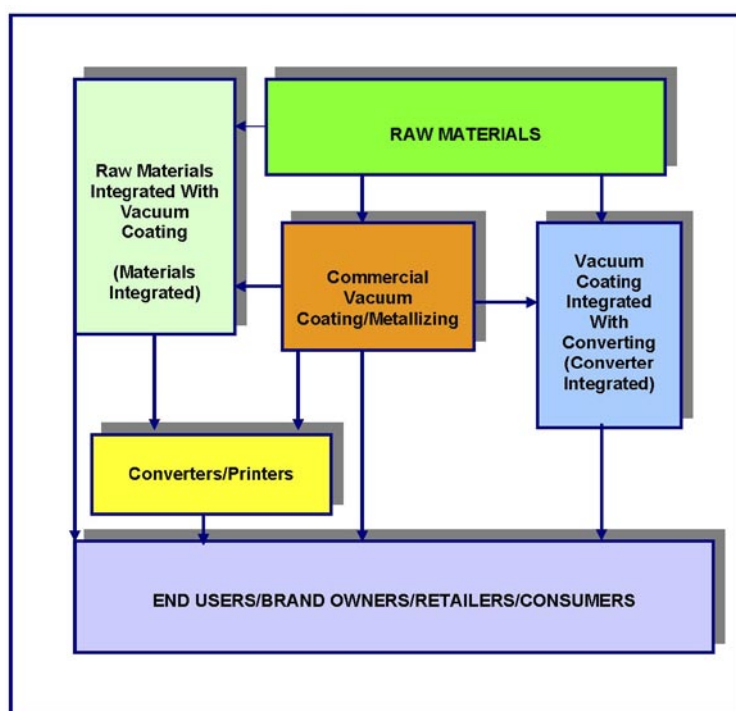 RAW MATERIALS
Raw Materials
Integrated With
Vacuum
Coating
(Materials
Integrated)
Commercial
Vacuum
Coating/Metallizing
Vacuum
Coating
Integrated
With
Converting
(Converter
Integrated)
Converters/Printers
END USERS/BRAND OWNERS/RETAILERS/CONSUMERS